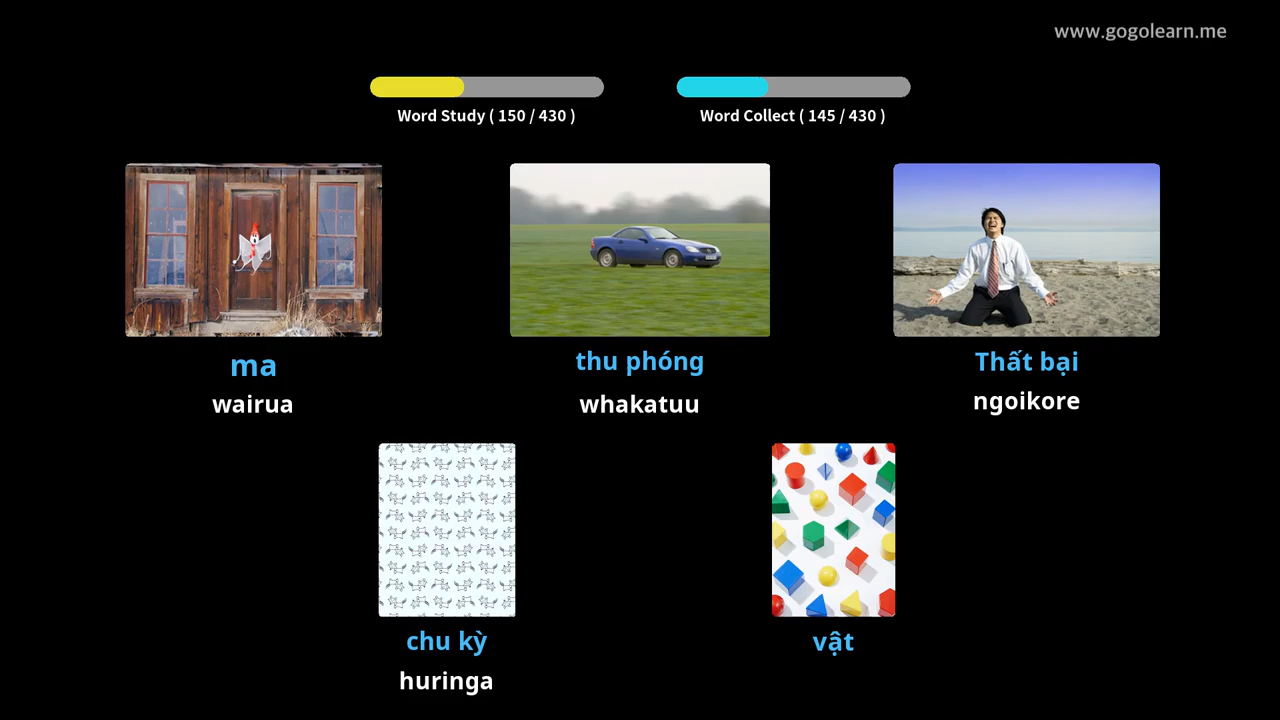 www.gogolearn.me
Word Study ( 150 / 430 )
Word Collect ( 145 / 430 )
ma
wairua
thu phóng
whakatuu
Thất bại
ngoikore
chu kỳ
huringa
vật